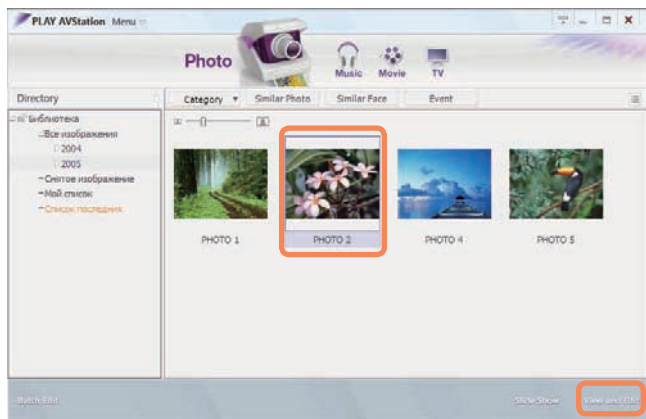 PLAY AVStation Menu
Photo
Music Movie TV
Directory
Category ▼ Similar Photo Similar Face Event
Библиотека
Все изображения
2004
2005
Снятое изображение
Мой список
Список последних
PHOTO 1 PHOTO 2 PHOTO 4 PHOTO 5
Batch Edit Slide Show View and Edit